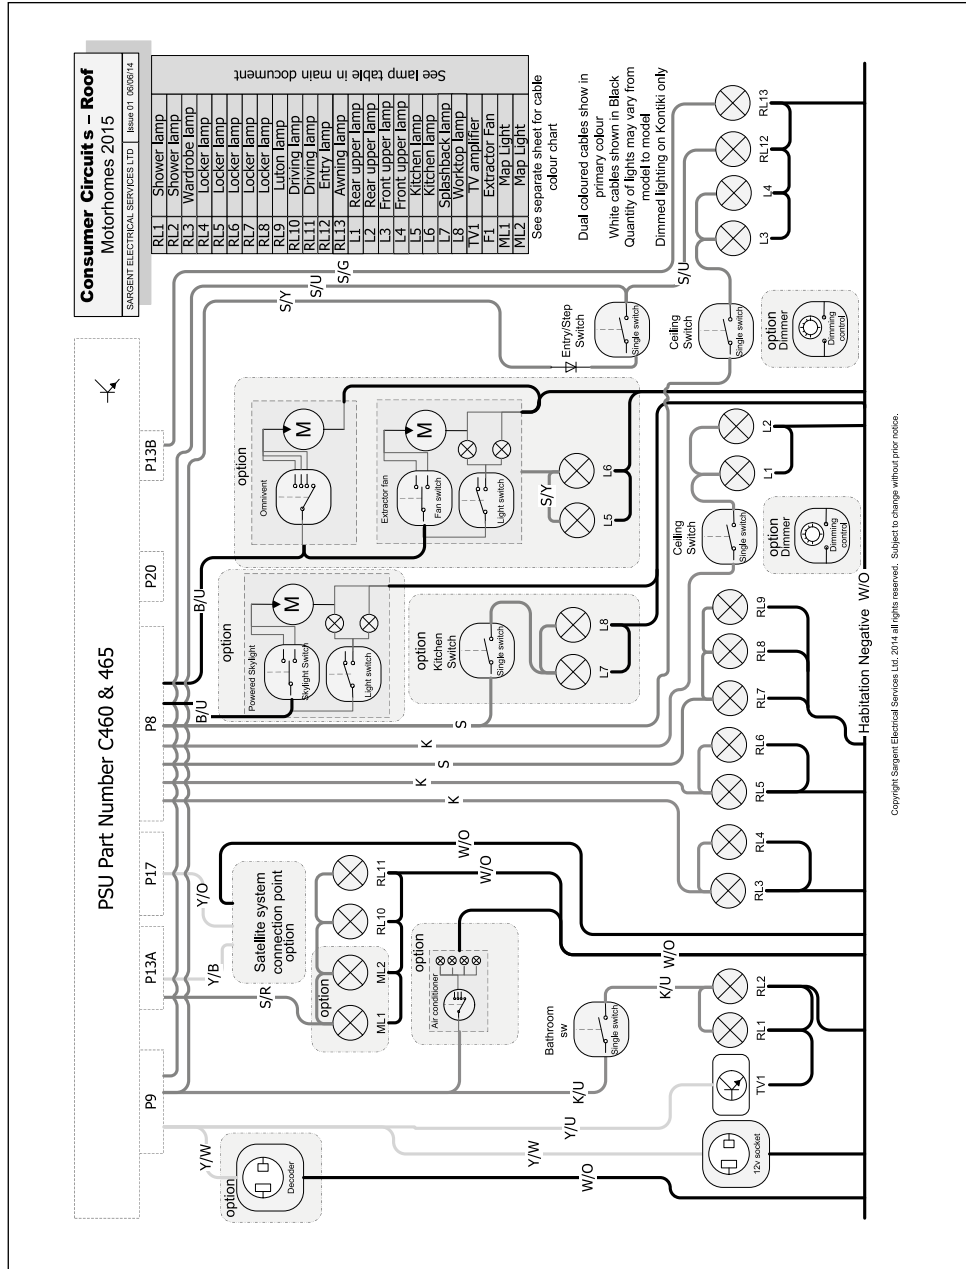 Consumer Circuits – Roof
Motorhomes 2015
SARGENT ELECTRICAL SERVICES LTD
Issue 01 06/06/14
RL1 Shower lamp
RL2 Shower lamp
RL3 Wardrobe lamp
RL4 Locker lamp
RL5 Locker lamp
RL6 Locker lamp
RL7 Locker lamp
RL8 Locker lamp
RL9 Luton lamp
RL10 Driving lamp
RL11 Driving lamp
RL12 Entry lamp
RL13 Awning lamp
L1 Rear upper lamp
L2 Rear upper lamp
L3 Front upper lamp
L4 Front upper lamp
L5 Kitchen lamp
L6 Kitchen lamp
L7 Splashback lamp
L8 Worktop lamp
TV1 TV amplifier
F1 Extractor Fan
ML1 Map Light
ML2 Map Light
See lamp table in main document
See separate sheet for cable
colour chart
Dual coloured cables show in
primary colour
White cables shown in Black
Quantity of lights may vary from
model to model
Dimmed lighting on Kontiki only
PSU Part Number C460 & 465
P9
P13A
P17
P8
P20
P13B
Y/W
option
Decoder
W/O
Y/W
12v socket
Y/U
TV1
K/U
Bathroom
sw
Single switch
K/U
RL1
RL2
S/R
option
ML1
ML2
RL10
RL11
W/O
option
Air conditioner
W/O
Y/B
Y/O
Satellite system
connection point
option
W/O
K
K
S
K
S
RL3
RL4
RL5
RL6
RL7
RL8
RL9
B/U
option
Powered Skylight
M
Skylight Switch
Light switch
option
Kitchen
Switch
Single switch
L7
L8
B/U
option
Omnivent
M
Extractor fan
M
Fan switch
Light switch
S/Y
L5
L6
Ceiling
Switch
Single switch
option
Dimmer
Dimming
control
L1
L2
S/Y
S/U
S/G
Entry/Step
Switch
Single switch
S/U
Ceiling
Switch
Single switch
option
Dimmer
Dimming
control
L3
L4
RL12
RL13
Habitation Negative W/O
Copyright Sargent Electrical Services Ltd. 2014 all rights reserved. Subject to change without prior notice.